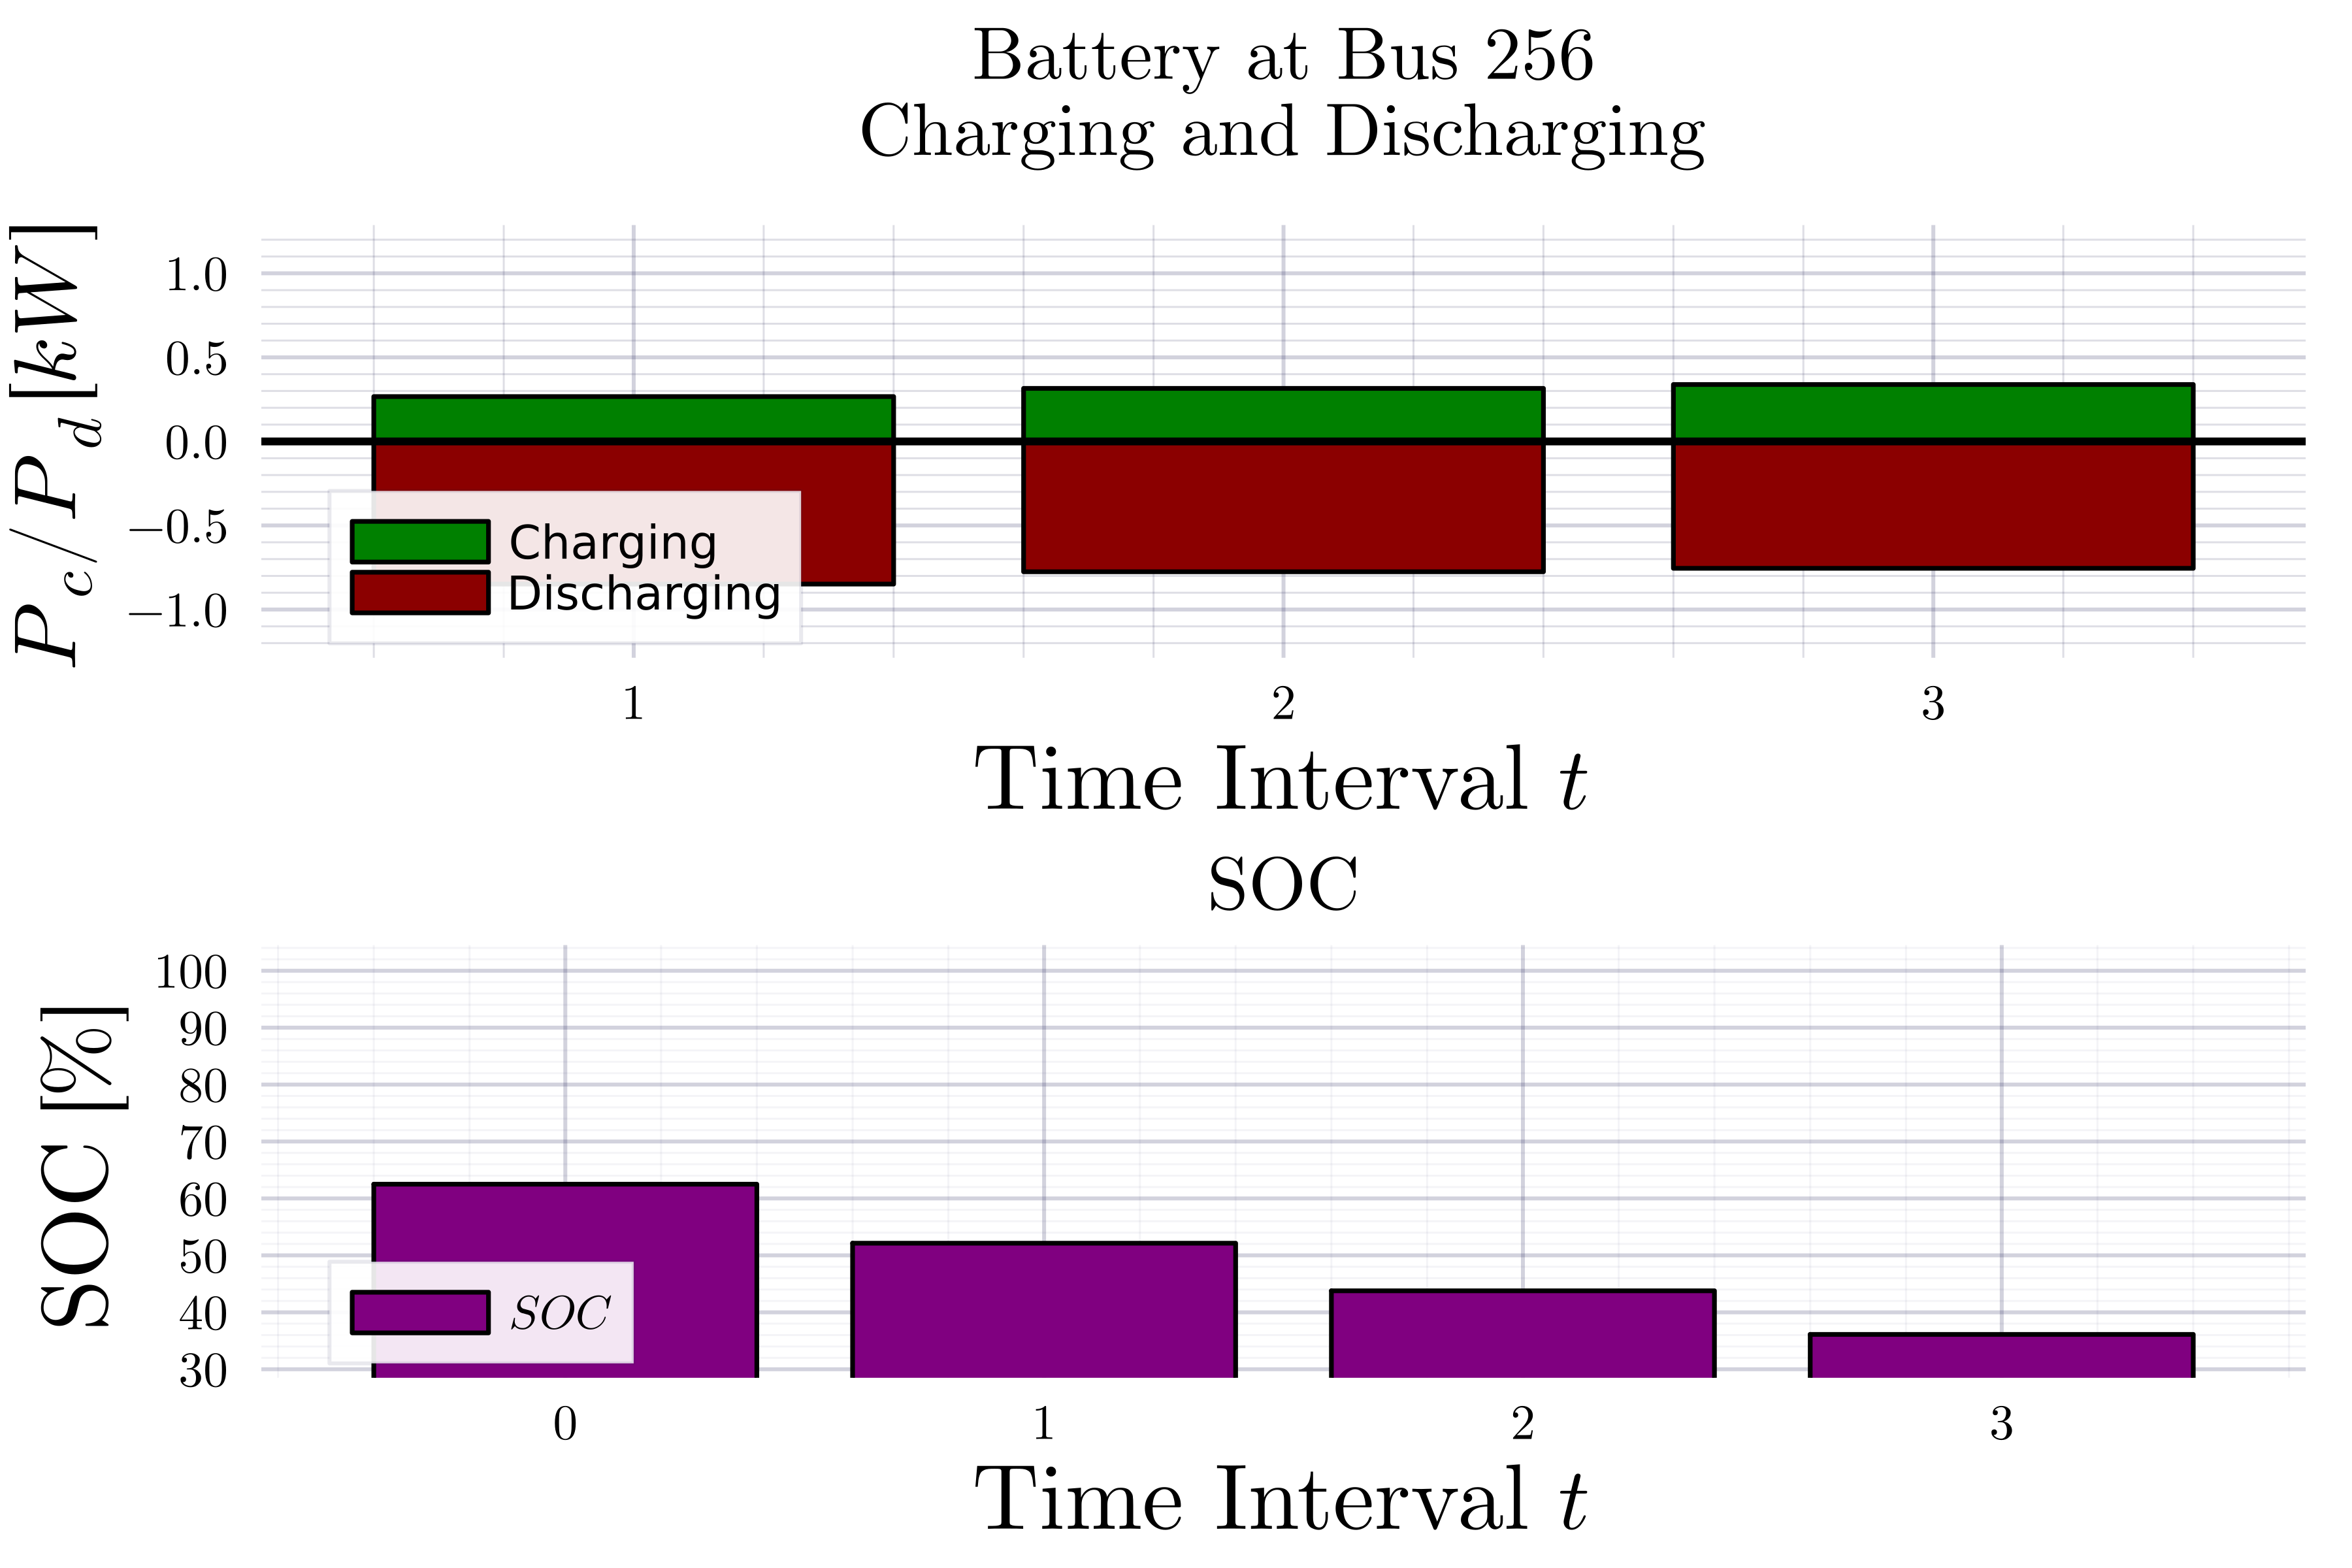 Battery at Bus 256
Charging and Discharging
P_c/P_d [kW]
1.0
0.5
0.0
−0.5
−1.0
Charging
Discharging
1 2 3
Time Interval t
SOC
SOC [%]
100
90
80
70
60
50
40
30
SOC
0 1 2 3
Time Interval t